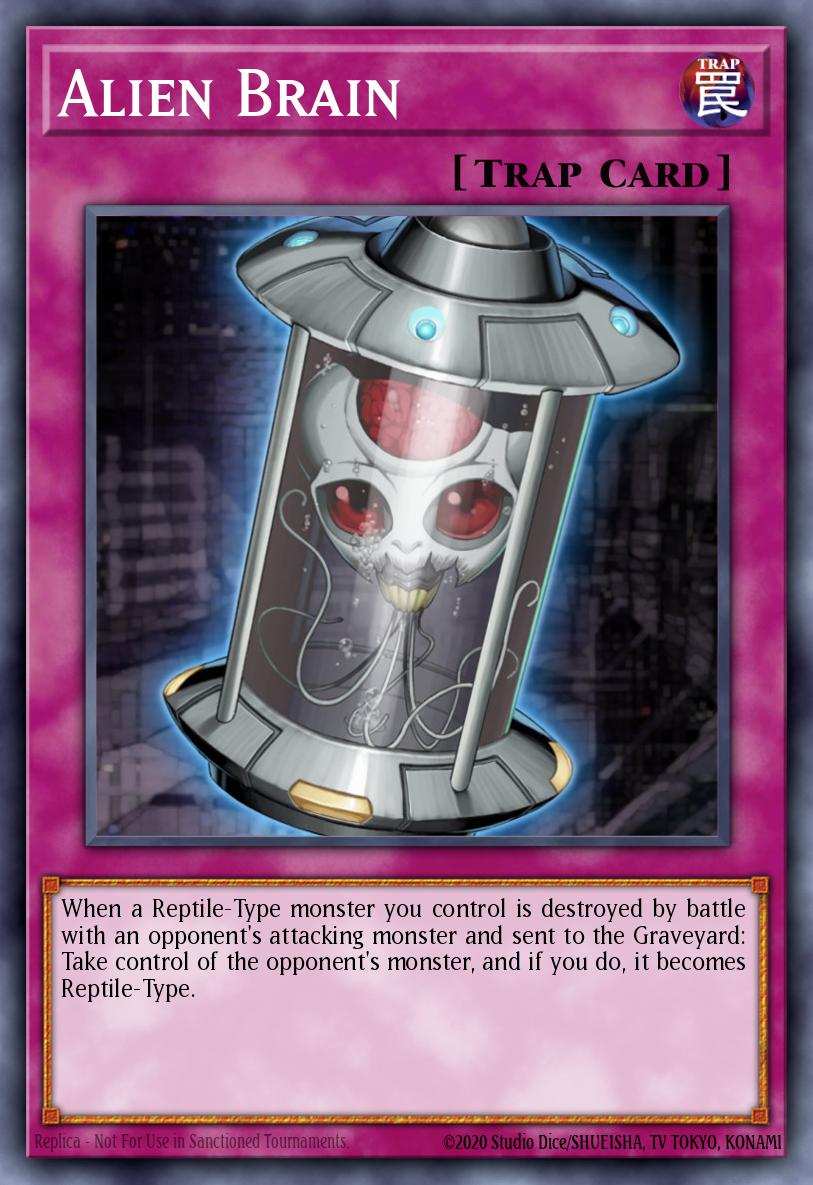 Alien Brain
TRAP
罠
[Trap Card]
When a Reptile-Type monster you control is destroyed by battle
with an opponent's attacking monster and sent to the Graveyard:
Take control of the opponent's monster, and if you do, it becomes
Reptile-Type.
Replica - Not For Use in Sanctioned Tournaments.
©2020 Studio Dice/SHUEISHA, TV TOKYO, KONAMI